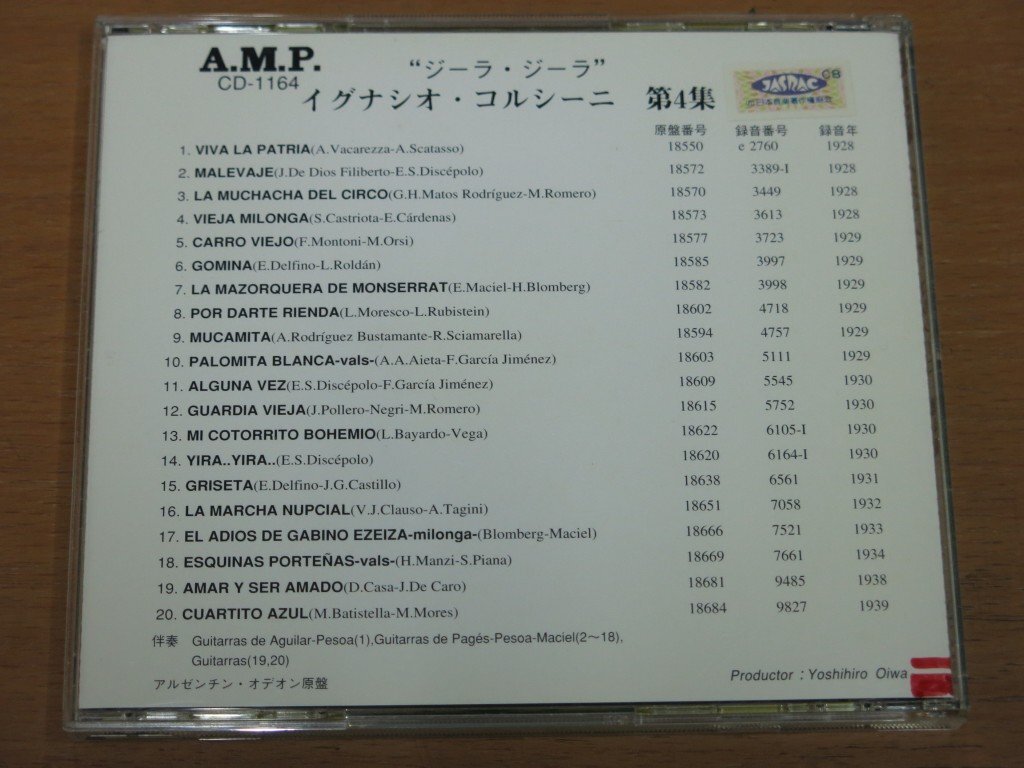 A.M.P.
CD-1164
“ジーラ・ジーラ”
イグナシオ・コルシーニ 第4集
JASRAC CB
原盤番号 録音番号 録音年
1. VIVA LA PATRIA(A.Vacarezza-A.Scatasso) 18550 e 2760 1928
2. MALEVAJE(J.De Dios Filiberto-E.S.Discépolo) 18572 3389-I 1928
3. LA MUCHACHA DEL CIRCO(G.H.Matos Rodríguez-M.Romero) 18570 3449 1928
4. VIEJA MILONGA(S.Castriota-E.Cárdenas) 18573 3613 1928
5. CARRO VIEJO(F.Montoni-M.Orsi) 18577 3723 1929
6. GOMINA(E.Delfino-L.Roldán) 18585 3997 1929
7. LA MAZORQUERA DE MONSERRAT(E.Maciel-H.Blomberg) 18582 3998 1929
8. POR DARTE RIENDA(L.Moresco-L.Rubistein) 18602 4718 1929
9. MUCAMITA(A.Rodríguez Bustamante-R.Sciamarella) 18594 4757 1929
10. PALOMITA BLANCA-vals-(A.A.Aieta-F.García Jiménez) 18603 5111 1929
11. ALGUNA VEZ(E.S.Discépolo-F.García Jiménez) 18609 5545 1930
12. GUARDIA VIEJA(J.Pollero-Negri-M.Romero) 18615 5752 1930
13. MI COTORRITO BOHEMIO(L.Bayardo-Vega) 18622 6105-I 1930
14. YIRA..YIRA..(E.S.Discépolo) 18620 6164-I 1930
15. GRISETA(E.Delfino-J.G.Castillo) 18638 6561 1931
16. LA MARCHA NUPCIAL(V.J.Clauso-A.Tagini) 18651 7058 1932
17. EL ADIOS DE GABINO EZEIZA-milonga-(Blomberg-Maciel) 18666 7521 1933
18. ESQUINAS PORTEÑAS-vals-(H.Manzi-S.Piana) 18669 7661 1934
19. AMAR Y SER AMADO(D.Casa-J.De Caro) 18681 9485 1938
20. CUARTITO AZUL(M.Batistella-M.Mores) 18684 9827 1939
伴奏 Guitarras de Aguilar-Pesoa(1),Guitarras de Pagés-Pesoa-Maciel(2〜18),
Guitarras(19,20)
アルゼンチン・オデオン原盤
Productor ; Yoshihiro Oiwa